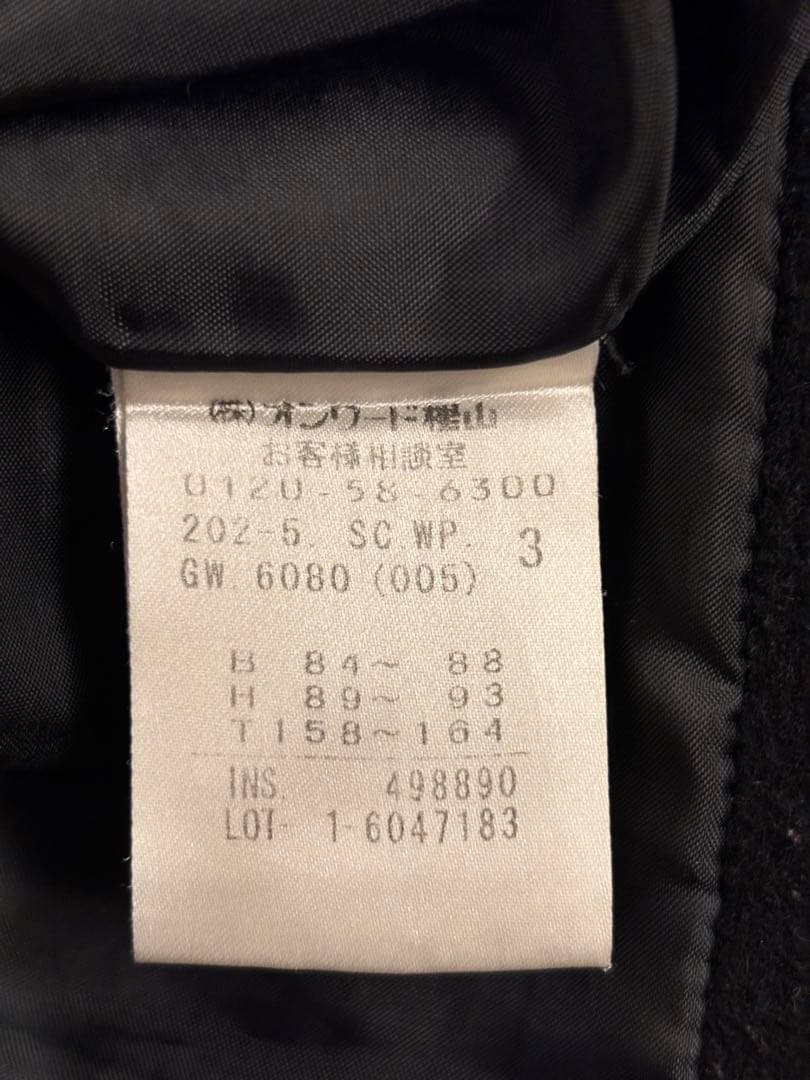 (株)オンワード樫山
お客様相談室
0120-58-6300
202-5. SC.WP. 3
GW. 6080 (005)
B 84～ 88
H 89～ 93
T158～164
INS. 498890
LOT- 1-6047183